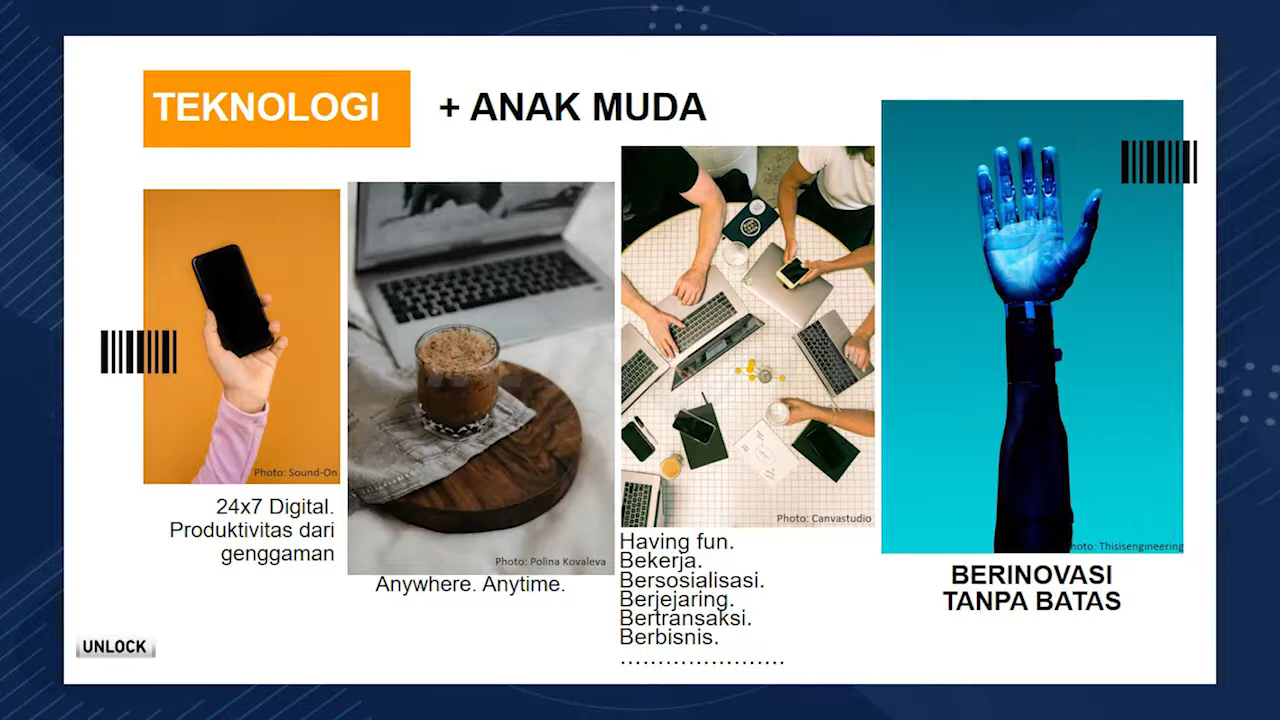 TEKNOLOGI + ANAK MUDA
Photo: Sound-On
24x7 Digital.
Produktivitas dari
genggaman
Photo: Polina Kovaleva
Anywhere. Anytime.
Photo: Canvastudio
Having fun.
Bekerja.
Bersosialisasi.
Berjejaring.
Bertransaksi.
Berbisnis.
......................
Photo: Thisisengineering
BERINOVASI
TANPA BATAS
UNLOCK